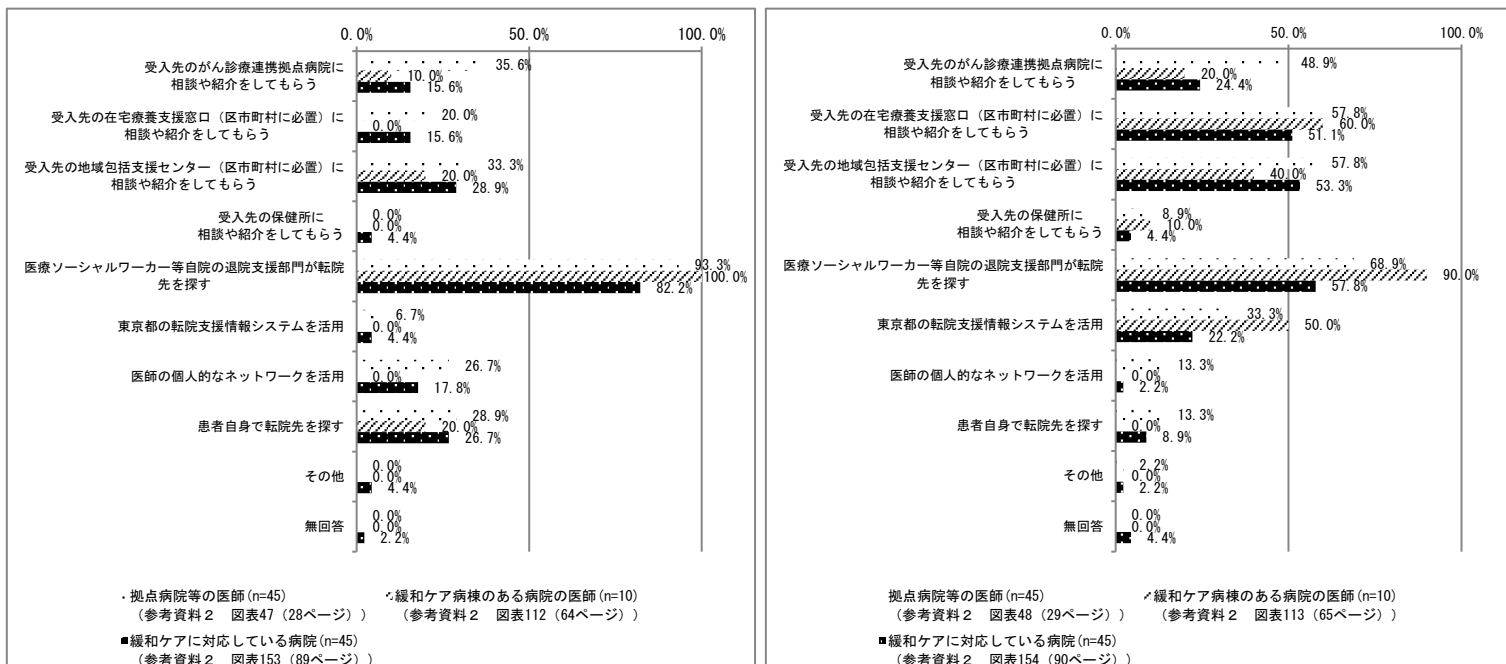 0.0%
50.0%
100.0%
受入先のがん診療連携拠点病院に
相談や紹介をしてもらう
35.6%
10.0%
15.6%
受入先の在宅療養支援窓口（区市町村に必置）に
相談や紹介をしてもらう
20.0%
0.0%
15.6%
受入先の地域包括支援センター（区市町村に必置）に
相談や紹介をしてもらう
33.3%
20.0%
28.9%
受入先の保健所に
相談や紹介をしてもらう
0.0%
0.0%
4.4%
医療ソーシャルワーカー等自院の退院支援部門が転院
先を探す
93.3%
100.0%
82.2%
東京都の転院支援情報システムを活用
6.7%
0.0%
4.4%
医師の個人的なネットワークを活用
26.7%
0.0%
17.8%
患者自身で転院先を探す
28.9%
20.0%
26.7%
その他
0.0%
0.0%
4.4%
無回答
0.0%
0.0%
2.2%
拠点病院等の医師(n=45)
（参考資料２　図表47（28ページ））
緩和ケア病棟のある病院の医師(n=10)
（参考資料２　図表112（64ページ））
緩和ケアに対応している病院(n=45)
（参考資料２　図表153（89ページ））
0.0%
50.0%
100.0%
受入先のがん診療連携拠点病院に
相談や紹介をしてもらう
48.9%
20.0%
24.4%
受入先の在宅療養支援窓口（区市町村に必置）に
相談や紹介をしてもらう
57.8%
60.0%
51.1%
受入先の地域包括支援センター（区市町村に必置）に
相談や紹介をしてもらう
57.8%
40.0%
53.3%
受入先の保健所に
相談や紹介をしてもらう
8.9%
10.0%
4.4%
医療ソーシャルワーカー等自院の退院支援部門が転院
先を探す
68.9%
90.0%
57.8%
東京都の転院支援情報システムを活用
33.3%
50.0%
22.2%
医師の個人的なネットワークを活用
13.3%
0.0%
2.2%
患者自身で転院先を探す
13.3%
0.0%
8.9%
その他
2.2%
0.0%
2.2%
無回答
0.0%
0.0%
4.4%
拠点病院等の医師(n=45)
（参考資料２　図表48（29ページ））
緩和ケア病棟のある病院の医師(n=10)
（参考資料２　図表113（65ページ））
緩和ケアに対応している病院(n=45)
（参考資料２　図表154（90ページ））